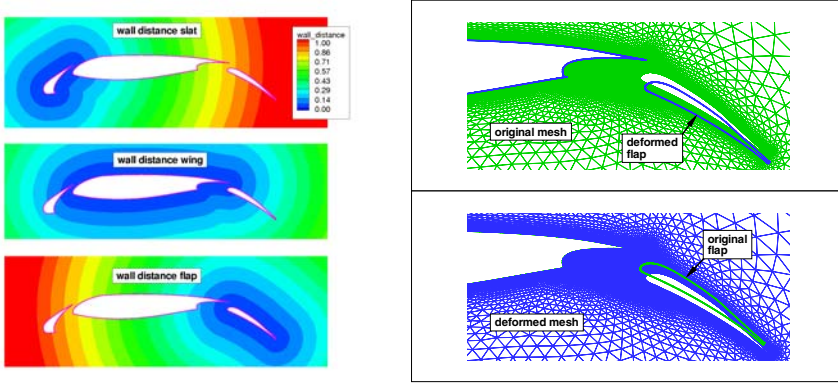 wall distance slat
wall_distance
1.00
0.86
0.71
0.57
0.43
0.29
0.14
0.00
wall distance wing
wall distance flap
original mesh
deformed
flap
original
flap
deformed mesh